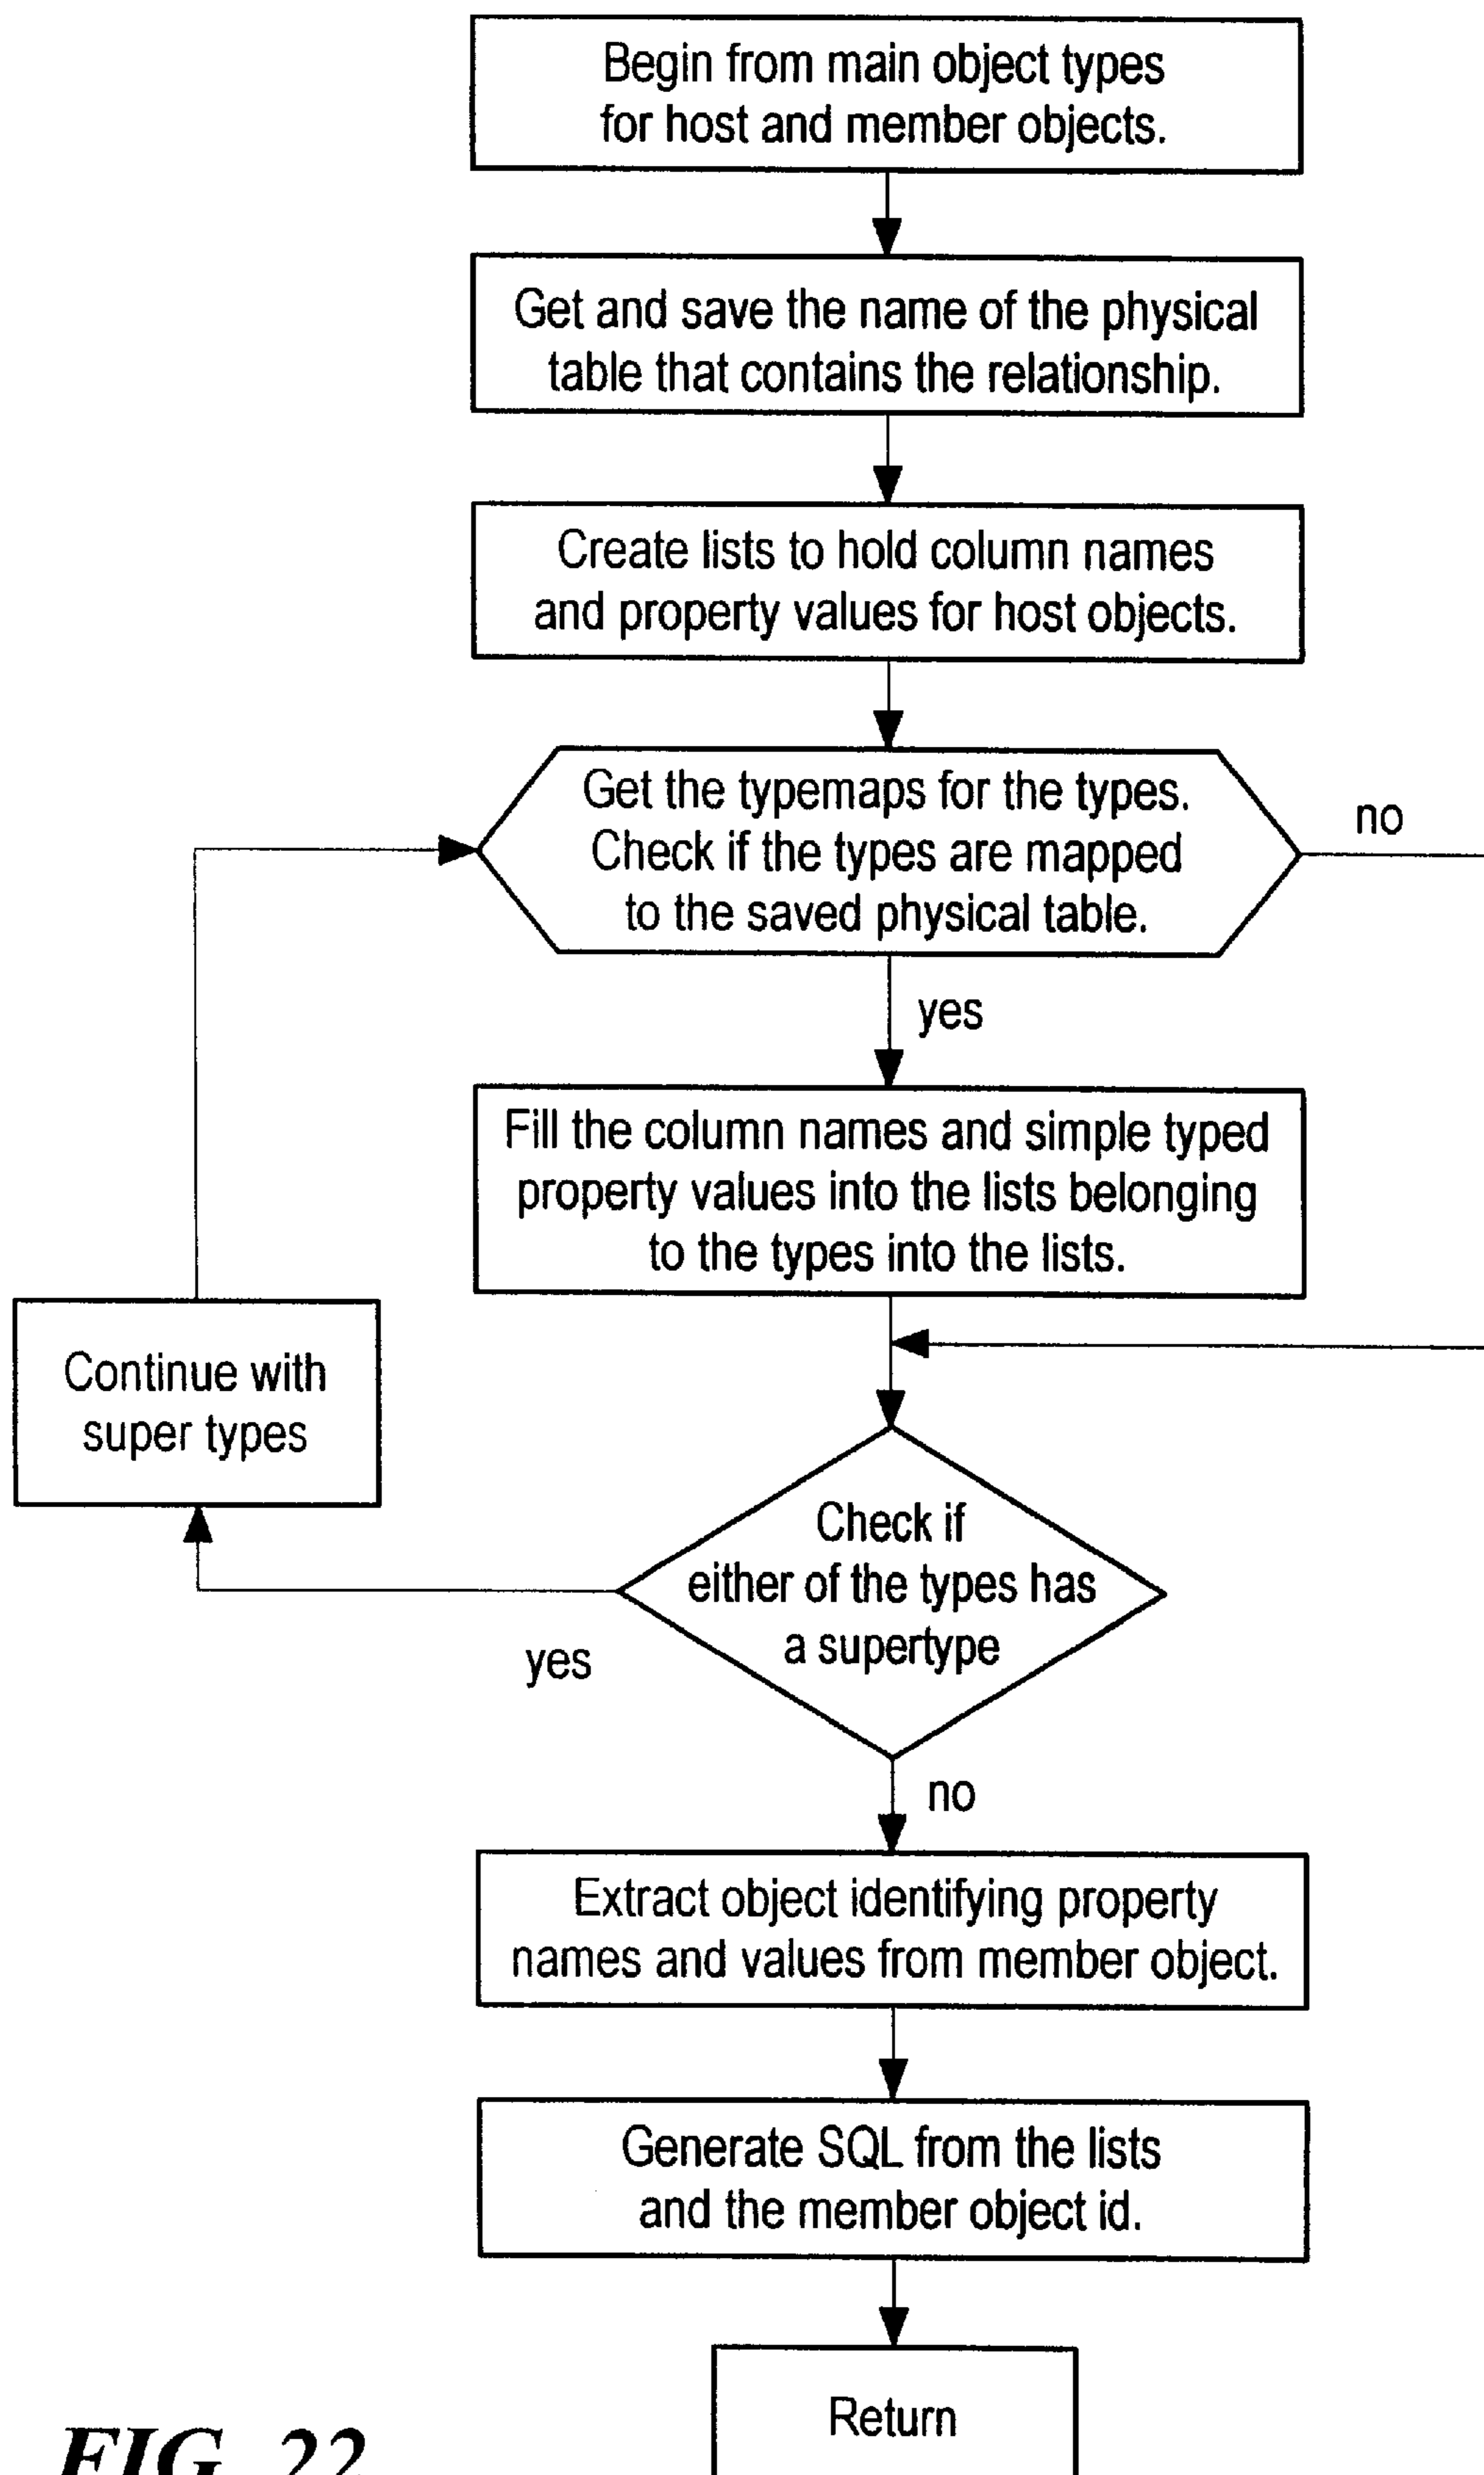 Begin from main object types
for host and member objects.
Get and save the name of the physical
table that contains the relationship.
Create lists to hold column names
and property values for host objects.
Get the typemaps for the types.
Check if the types are mapped
to the saved physical table.
no
yes
Fill the column names and simple typed
property values into the lists belonging
to the types into the lists.
Continue with
super types
Check if
either of the types has
a supertype
yes
no
Extract object identifying property
names and values from member object.
Generate SQL from the lists
and the member object id.
Return
FIG. 22